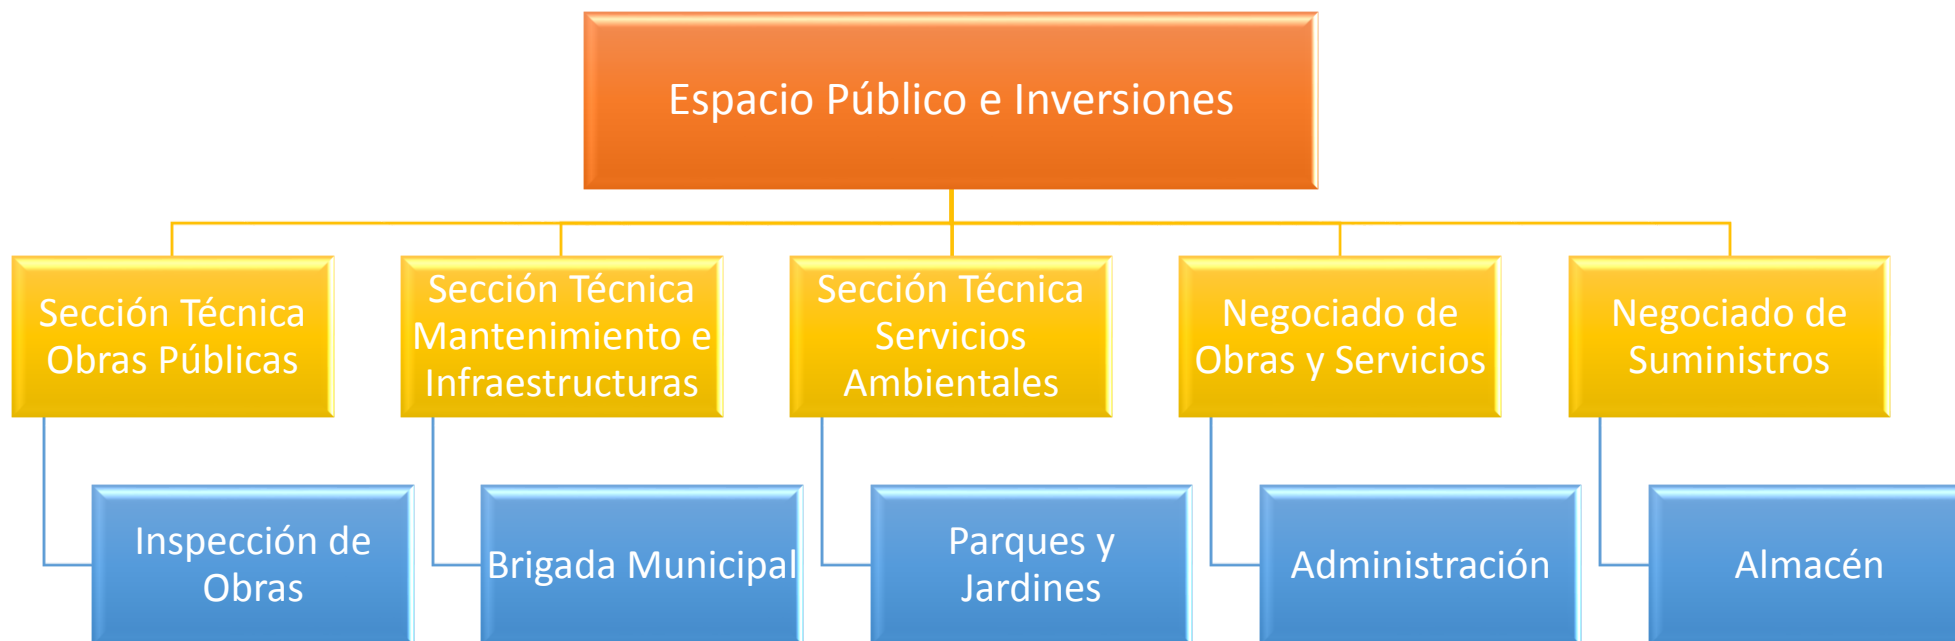 Espacio Público e Inversiones
Sección Técnica
Obras Públicas
Sección Técnica
Mantenimiento e
Infraestructuras
Sección Técnica
Servicios
Ambientales
Negociado de
Obras y Servicios
Negociado de
Suministros
Inspección de
Obras
Brigada Municipal
Parques y
Jardines
Administración
Almacén